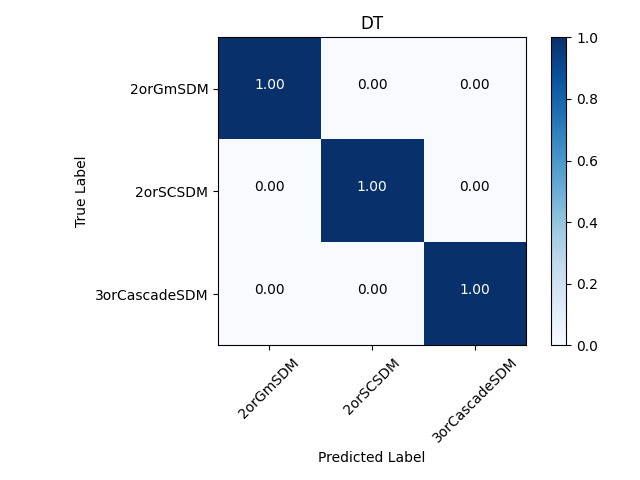 DT
2orGmSDM 1.00 0.00 0.00
2orSCSDM 0.00 1.00 0.00
3orCascadeSDM 0.00 0.00 1.00
True Label
2orGmSDM 2orSCSDM 3orCascadeSDM
Predicted Label
1.0
0.8
0.6
0.4
0.2
0.0